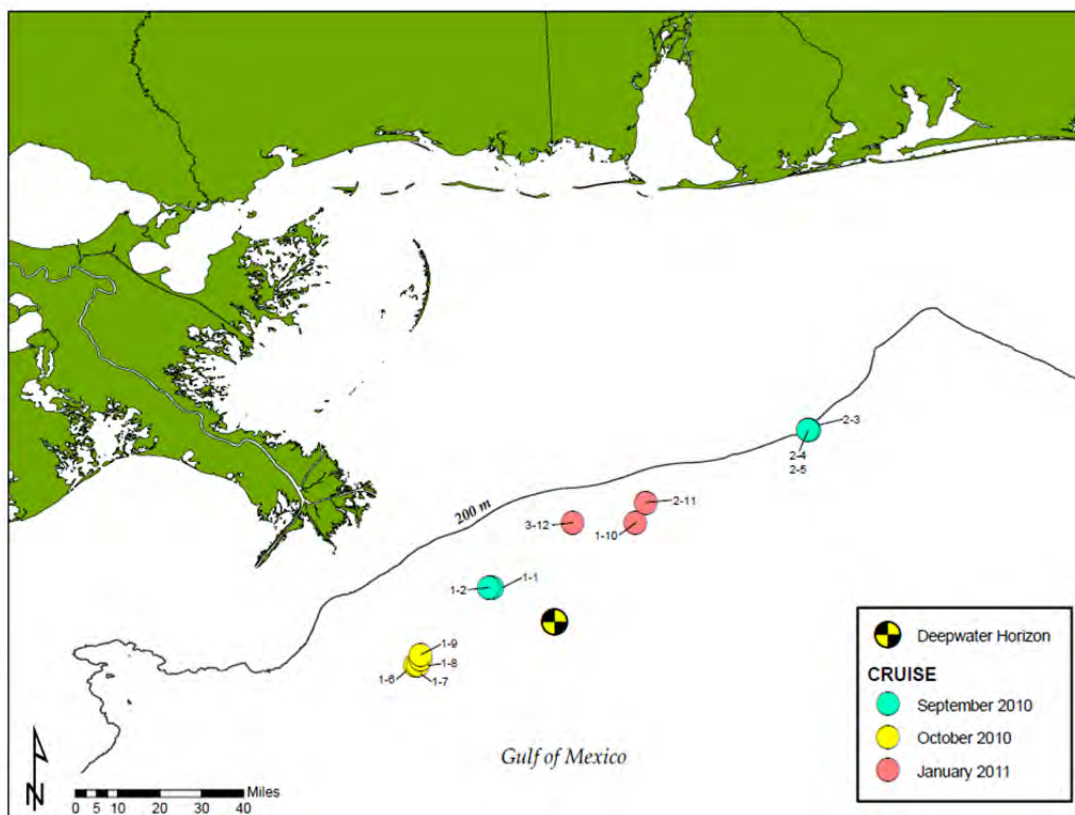 2-3
2-4
2-5
200 m
2-11
3-12
1-10
1-2
1-1
1-9
1-8
1-6
1-7
Deepwater Horizon
CRUISE
September 2010
October 2010
January 2011
Gulf of Mexico
N
Miles
0 5 10 20 30 40